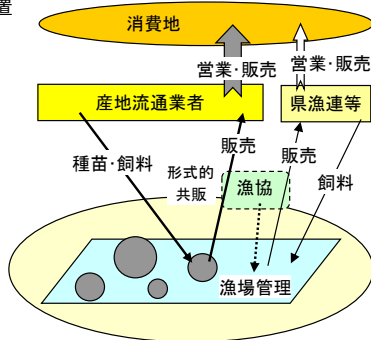 置
消費地
営業・販売
営業・販売
産地流通業者
県漁連等
種苗・飼料
形式的
共販
販売
販売
漁協
飼料
漁場管理